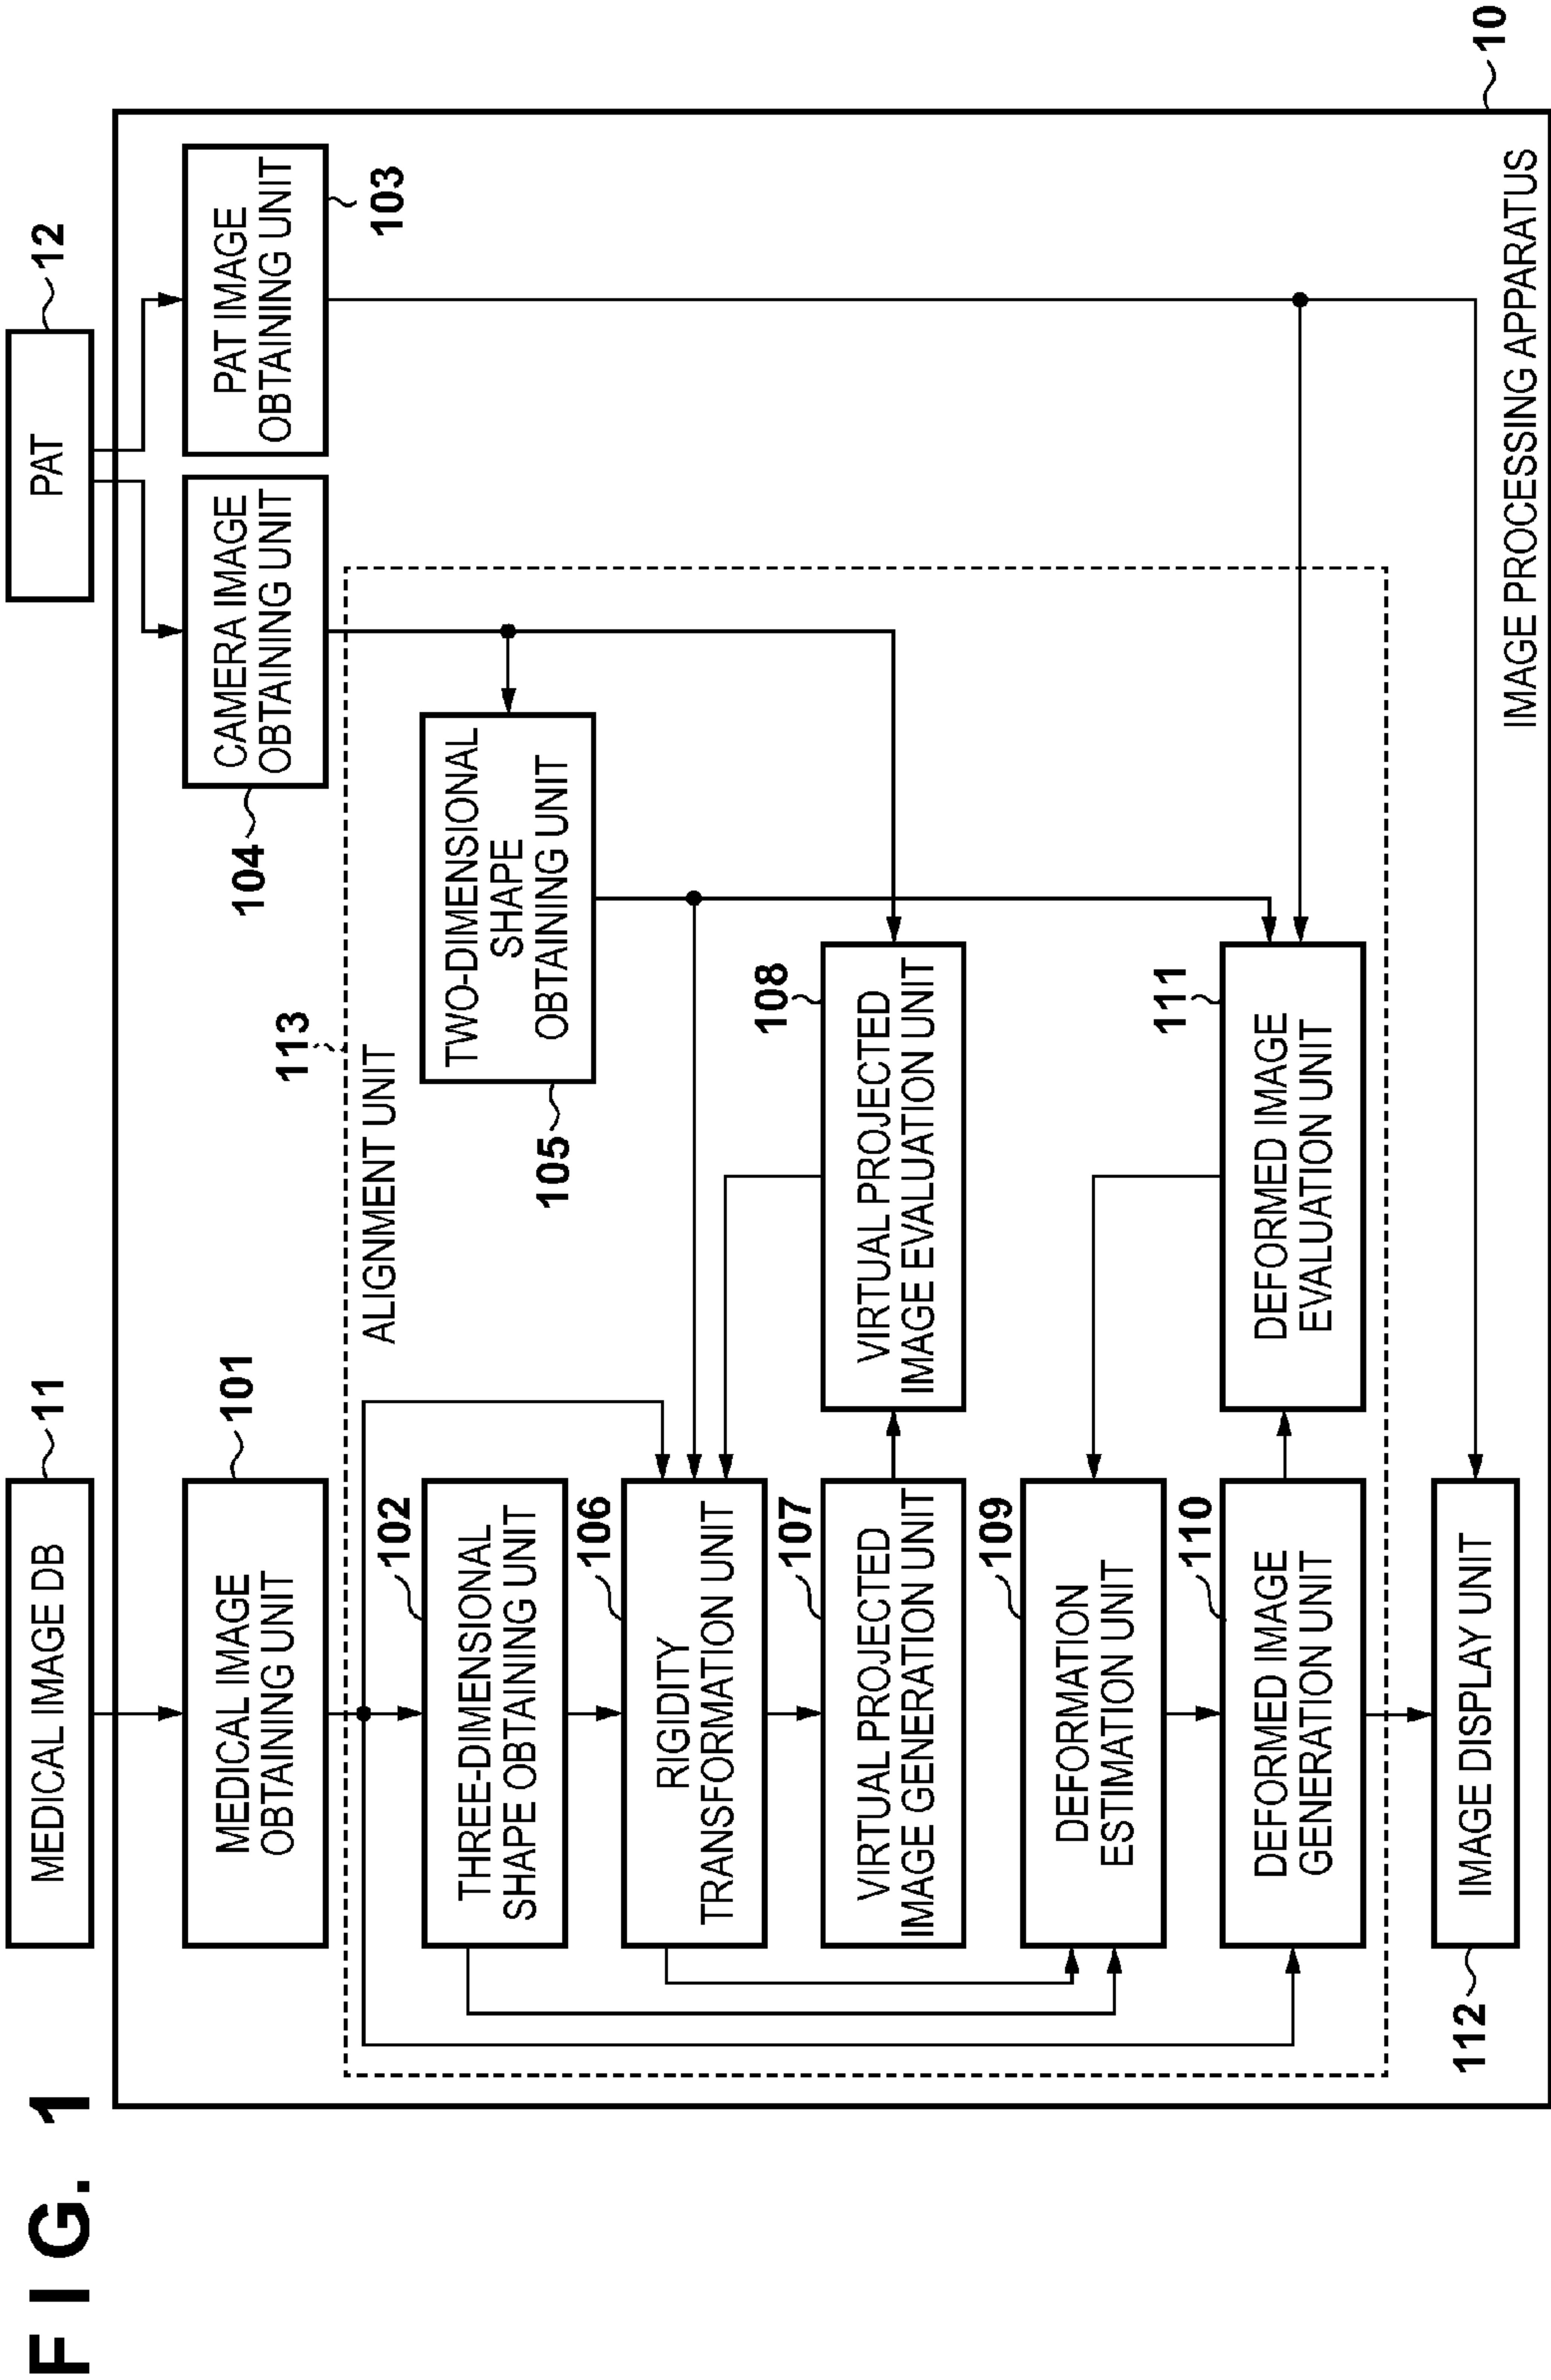 FIG. 1
MEDICAL IMAGE DB
11
PAT
12
MEDICAL IMAGE
OBTAINING UNIT
101
CAMERA IMAGE
OBTAINING UNIT
104
PAT IMAGE
OBTAINING UNIT
103
113
ALIGNMENT UNIT
THREE-DIMENSIONAL
SHAPE OBTAINING UNIT
102
TWO-DIMENSIONAL
SHAPE
OBTAINING UNIT
105
RIGIDITY
TRANSFORMATION UNIT
106
VIRTUAL PROJECTED
IMAGE GENERATION UNIT
107
VIRTUAL PROJECTED
IMAGE EVALUATION UNIT
108
DEFORMATION
ESTIMATION UNIT
109
DEFORMED IMAGE
GENERATION UNIT
110
DEFORMED IMAGE
EVALUATION UNIT
111
IMAGE DISPLAY UNIT
112
IMAGE PROCESSING APPARATUS
10